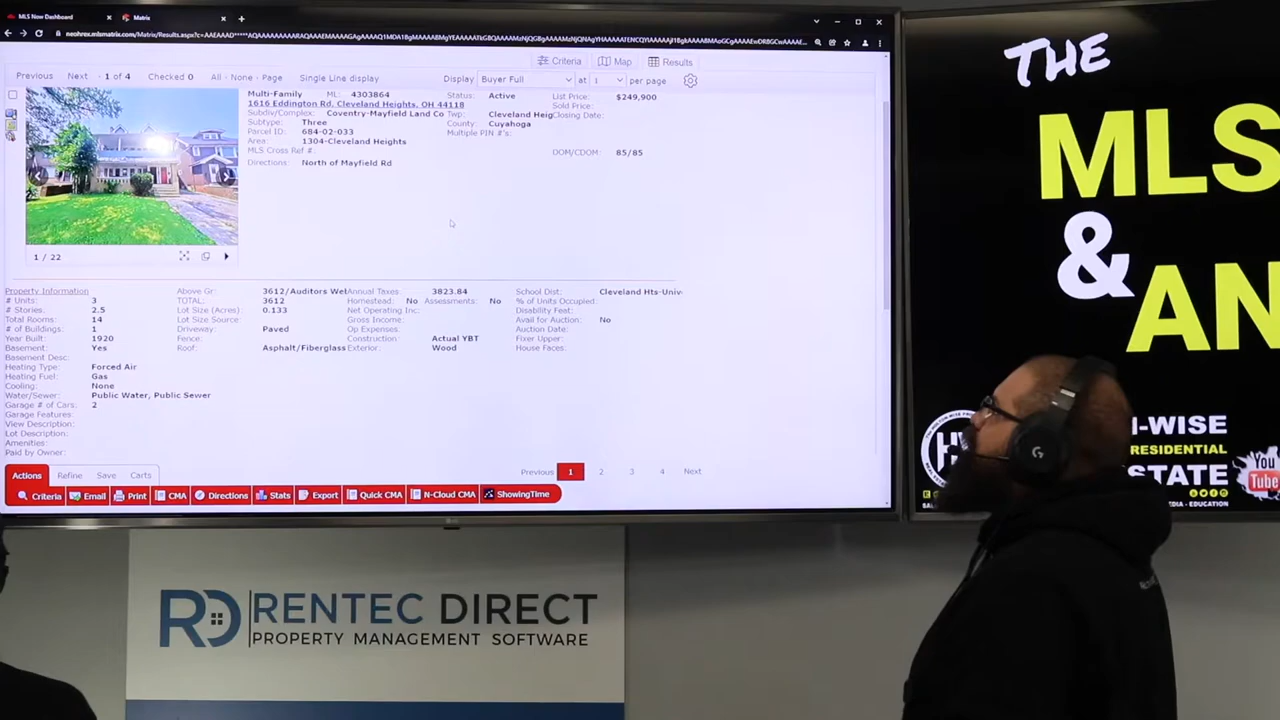 MLS Now Dashboard
Matrix
Criteria Map Results
Previous Next · 1 of 4 Checked 0 All · None · Page Single Line display Display Buyer Full at 1 per page
Multi-Family ML: 4303864 Status: Active List Price: $249,900
1616 Eddington Rd, Cleveland Heights, OH 44118 Sold Price:
Subdiv/Complex: Coventry-Mayfield Land Co Twp: Cleveland Heig Closing Date:
Subtype: Three County: Cuyahoga
Parcel ID: 684-02-033 Multiple PIN #'s:
Area: 1304-Cleveland Heights
MLS Cross Ref #. DOM/CDOM: 85/85
Directions: North of Mayfield Rd
1 / 22
Property Information Above Gr: 3612/Auditors Wet Annual Taxes: 3823.84 School Dist: Cleveland Hts-Univ-
# Units: 3 TOTAL: 3612 Homestead: No Assessments: No % of Units Occupied:
# Stories: 2.5 Lot Size (Acres): 0.133 Net Operating Inc: Disability Feat:
Total Rooms: 14 Lot Size Source: Gross Income: Avail for Auction: No
# of Buildings: 1 Driveway: Paved Op Expenses: Auction Date:
Year Built: 1920 Fence: Construction: Actual YBT Fixer Upper:
Basement: Yes Roof: Asphalt/Fiberglass Exterior: Wood House Faces:
Basement Desc:
Heating Type: Forced Air
Heating Fuel: Gas
Cooling: None
Water/Sewer: Public Water, Public Sewer
Garage # of Cars: 2
Garage Features:
View Description:
Lot Description:
Amenities:
Paid by Owner:
Actions Refine Save Carts Previous 1 2 3 4 Next
Criteria Email Print CMA Directions Stats Export Quick CMA N-Cloud CMA ShowingTime
THE
MLS
&
AN
H
I-WISE
RESIDENTIAL
STATE
You
Tube
EDIA - EDUCATION
RD RENTEC DIRECT
PROPERTY MANAGEMENT SOFTWARE
G